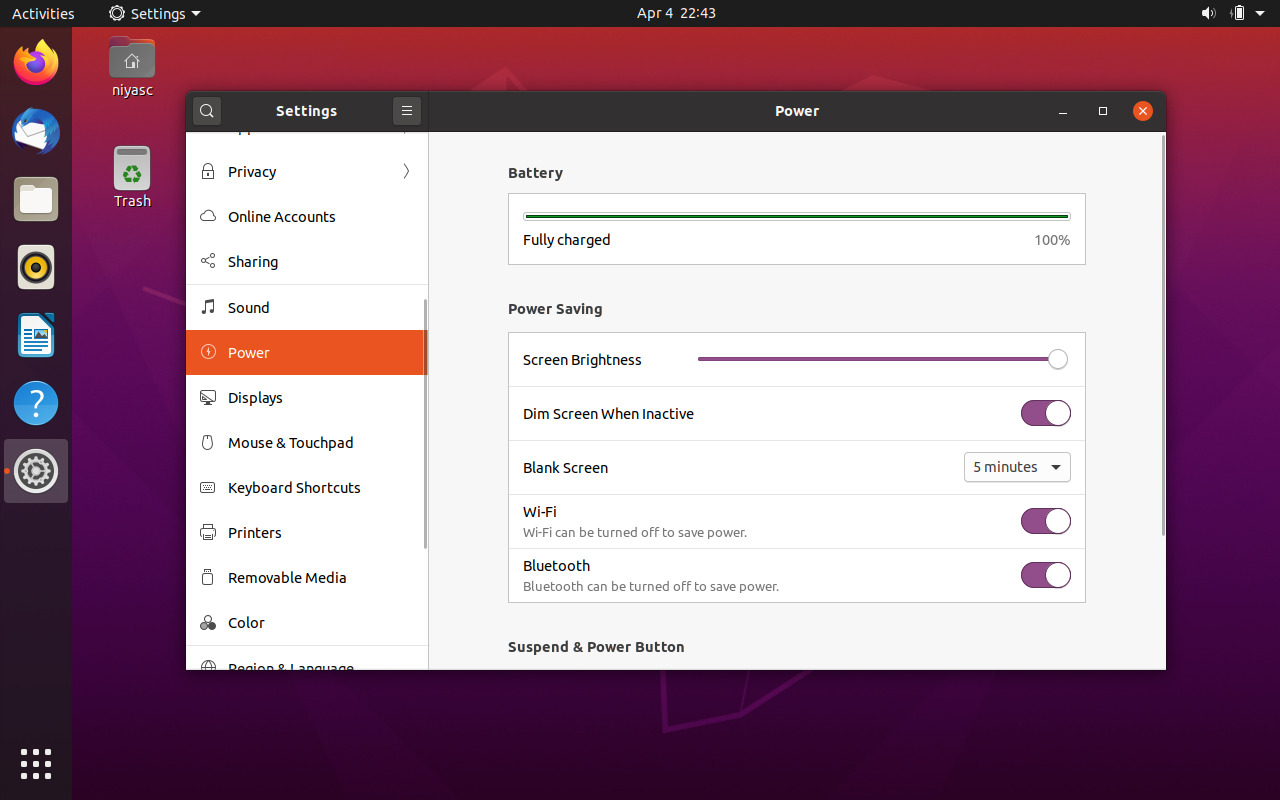 Activities
Settings
Apr 4 22:43
niyasc
Trash
Settings
Power
Privacy
Online Accounts
Sharing
Sound
Power
Displays
Mouse & Touchpad
Keyboard Shortcuts
Printers
Removable Media
Color
Region & Language
Battery
Fully charged
100%
Power Saving
Screen Brightness
Dim Screen When Inactive
Blank Screen
5 minutes
Wi-Fi
Wi-Fi can be turned off to save power.
Bluetooth
Bluetooth can be turned off to save power.
Suspend & Power Button